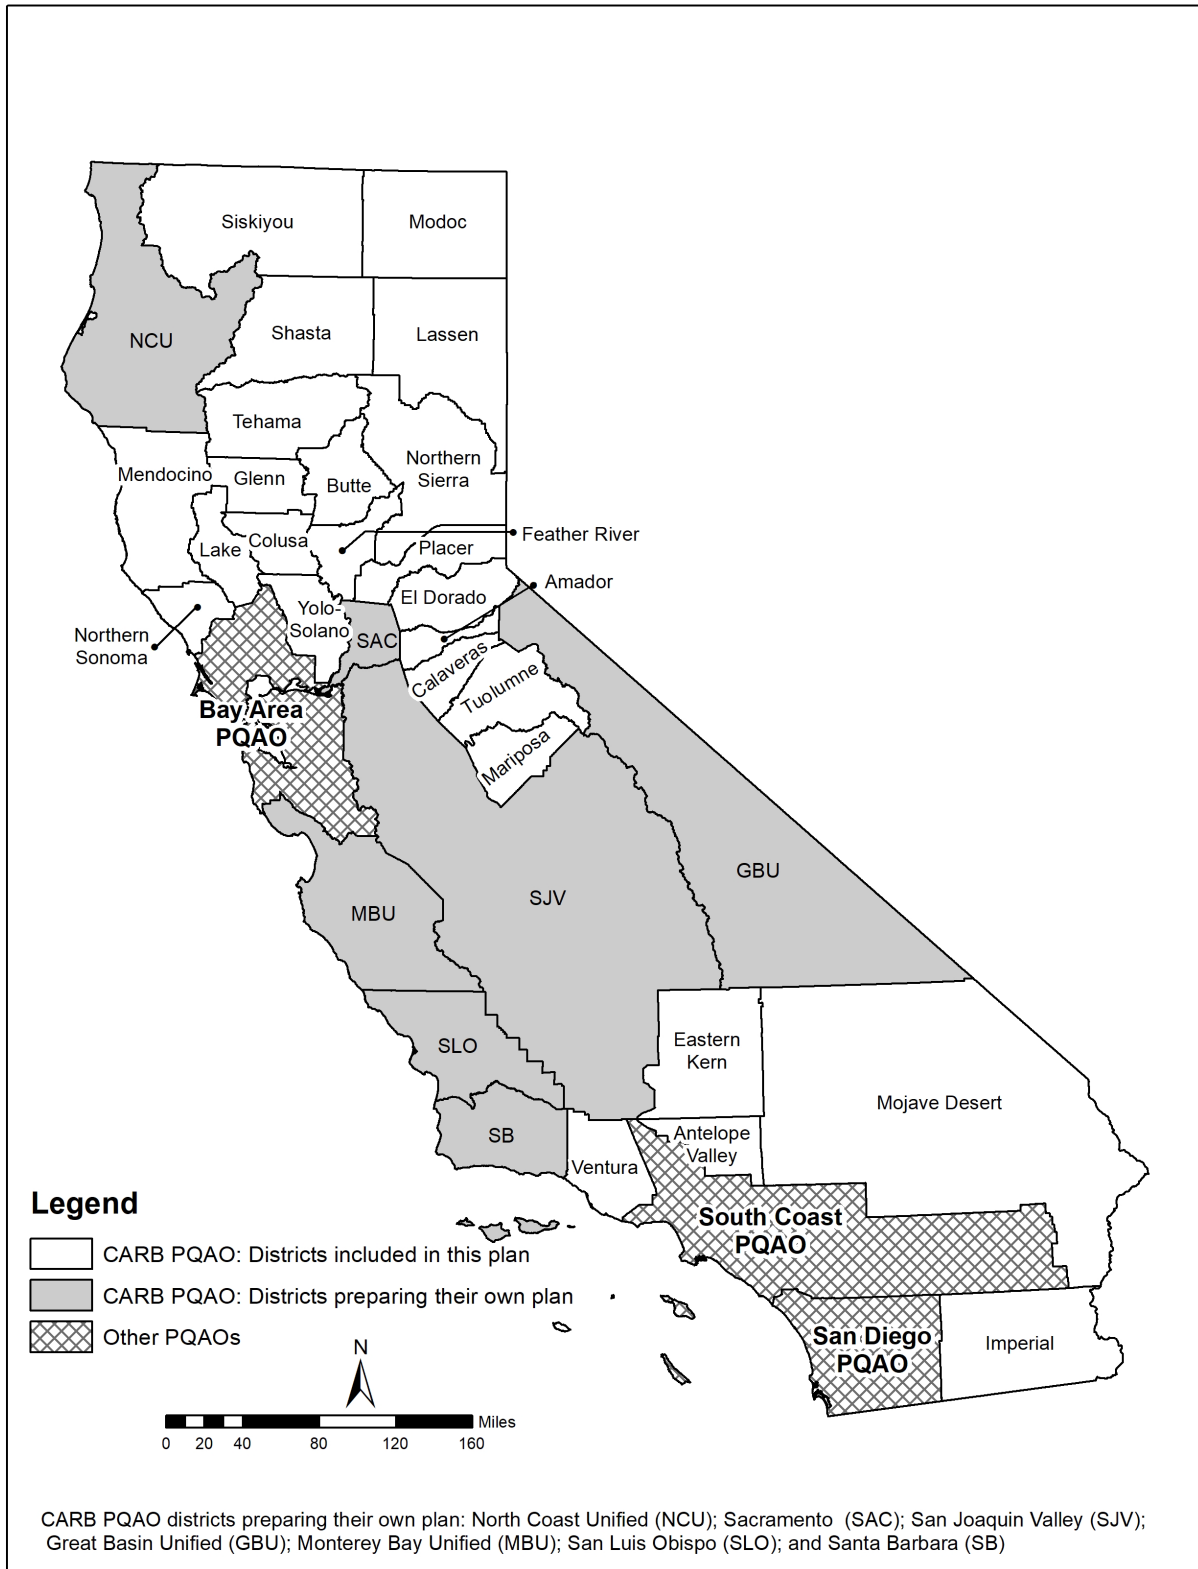 Siskiyou
Modoc
NCU
Shasta
Lassen
Tehama
Mendocino
Glenn
Butte
Northern
Sierra
Feather River
Lake
Colusa
Placer
Amador
El Dorado
Yolo-
Solano
SAC
Northern
Sonoma
Calaveras
Tuolumne
Mariposa
Bay Area
PQAO
GBU
SJV
MBU
SLO
Eastern
Kern
Mojave Desert
SB
Antelope
Valley
Ventura
South Coast
PQAO
San Diego
PQAO
Imperial
Legend
CARB PQAO: Districts included in this plan
CARB PQAO: Districts preparing their own plan
Other PQAOs
N
Miles
0 20 40 80 120 160
CARB PQAO districts preparing their own plan: North Coast Unified (NCU); Sacramento (SAC); San Joaquin Valley (SJV);
Great Basin Unified (GBU); Monterey Bay Unified (MBU); San Luis Obispo (SLO); and Santa Barbara (SB)